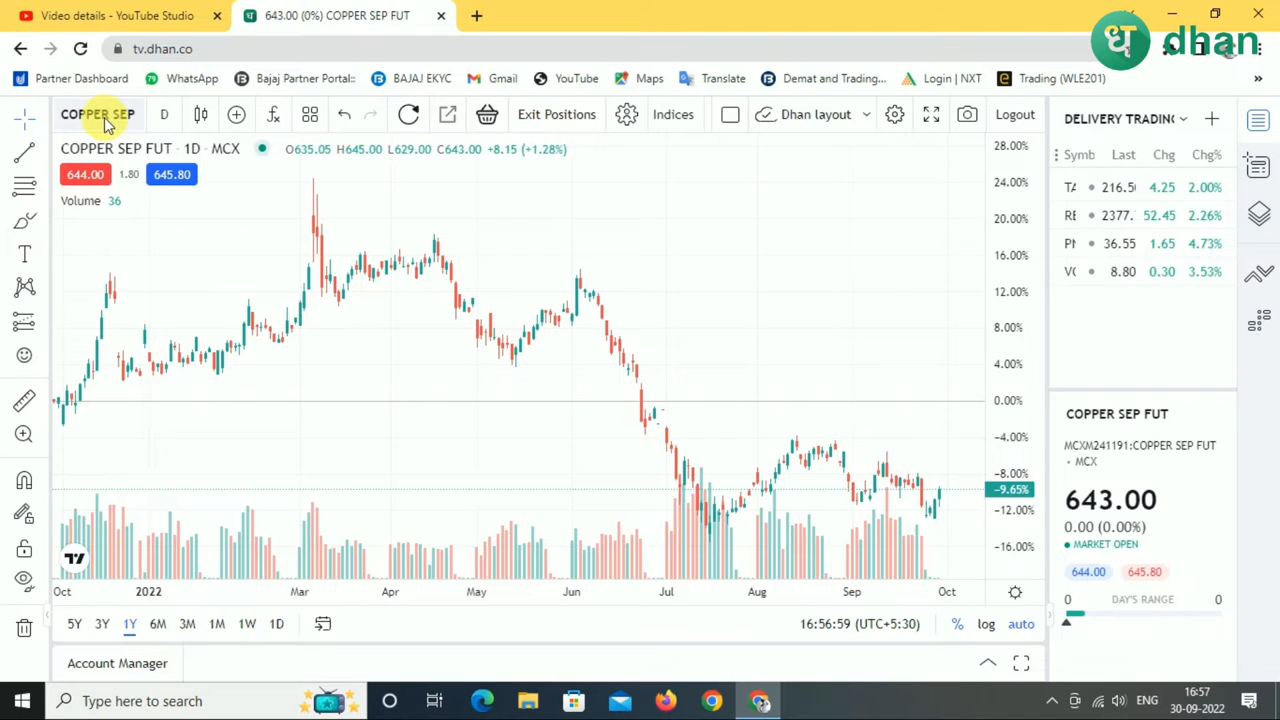 Video details - YouTube Studio
643.00 (0%) COPPER SEP FUT
tv.dhan.co
धा dhan
Partner Dashboard
WhatsApp
Bajaj Partner Portal::
BAJAJ EKYC
Gmail
YouTube
Maps
Translate
Demat and Trading...
Login | NXT
Trading (WLE201)
COPPER SEP
D
Exit Positions
Indices
Dhan layout
Logout
COPPER SEP FUT · 1D · MCX
O635.05 H645.00 L629.00 C643.00 +8.15 (+1.28%)
644.00 1.80 645.80
Volume 36
28.00%
24.00%
20.00%
16.00%
12.00%
8.00%
4.00%
0.00%
−4.00%
−8.00%
−9.65%
−12.00%
−16.00%
Oct 2022 Mar Apr May Jun Jul Aug Sep Oct
5Y 3Y 1Y 6M 3M 1M 1W 1D
16:56:59 (UTC+5:30)
% log auto
Account Manager
DELIVERY TRADING
Symb Last Chg Chg%
TA 216.5 4.25 2.00%
RE 2377. 52.45 2.26%
PN 36.55 1.65 4.73%
8.80 0.30 3.53%
COPPER SEP FUT
MCXM241191:COPPER SEP FUT
• MCX
643.00
0.00 (0.00%)
MARKET OPEN
644.00 645.80
0 DAY'S RANGE 0
Type here to search
ENG
16:57
30-09-2022